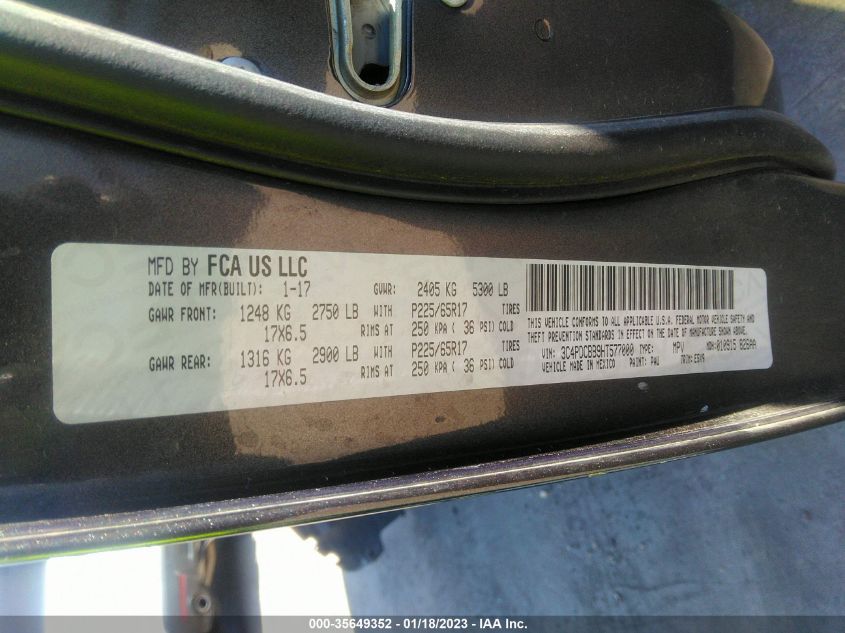 MFD BY FCA US LLC
DATE OF MFR(BUILT): 1-17 GVWR: 2405 KG 5300 LB
GAWR FRONT: 1248 KG 2750 LB WITH P225/65R17 TIRES
17X6.5 RIMS AT 250 KPA ( 36 PSI) COLD
GAWR REAR: 1316 KG 2900 LB WITH P225/65R17 TIRES
17X6.5 RIMS AT 250 KPA ( 36 PSI) COLD
THIS VEHICLE CONFORMS TO ALL APPLICABLE U.S.A. FEDERAL MOTOR VEHICLE SAFETY AND
THEFT PREVENTION STANDARDS IN EFFECT ON THE DATE OF MANUFACTURE SHOWN ABOVE
VIN: 3C4PDCBB9HT577000 TYPE: MPV MDH: 010915 826AA
VEHICLE MADE IN MEXICO PAINT: PAU TRIM:
000-35649352 - 01/18/2023 - IAA Inc.